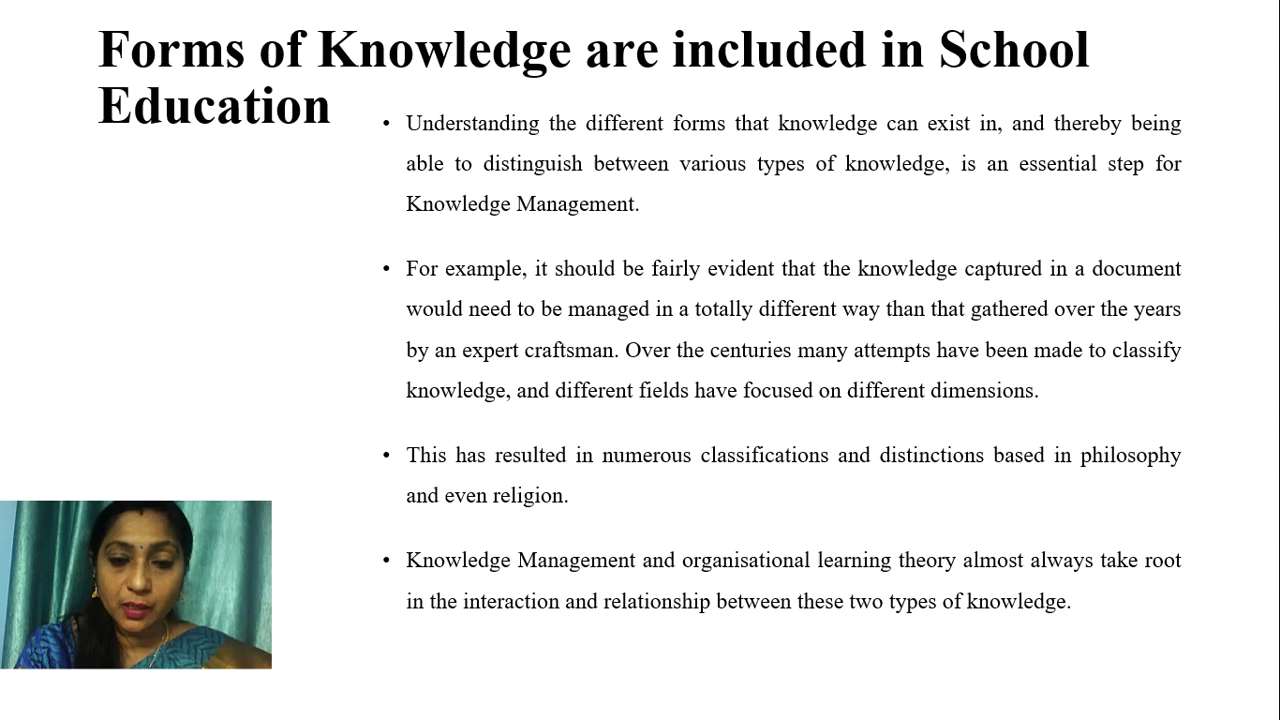 Forms of Knowledge are included in School
Education
• Understanding the different forms that knowledge can exist in, and thereby being
able to distinguish between various types of knowledge, is an essential step for
Knowledge Management.
• For example, it should be fairly evident that the knowledge captured in a document
would need to be managed in a totally different way than that gathered over the years
by an expert craftsman. Over the centuries many attempts have been made to classify
knowledge, and different fields have focused on different dimensions.
• This has resulted in numerous classifications and distinctions based in philosophy
and even religion.
• Knowledge Management and organisational learning theory almost always take root
in the interaction and relationship between these two types of knowledge.